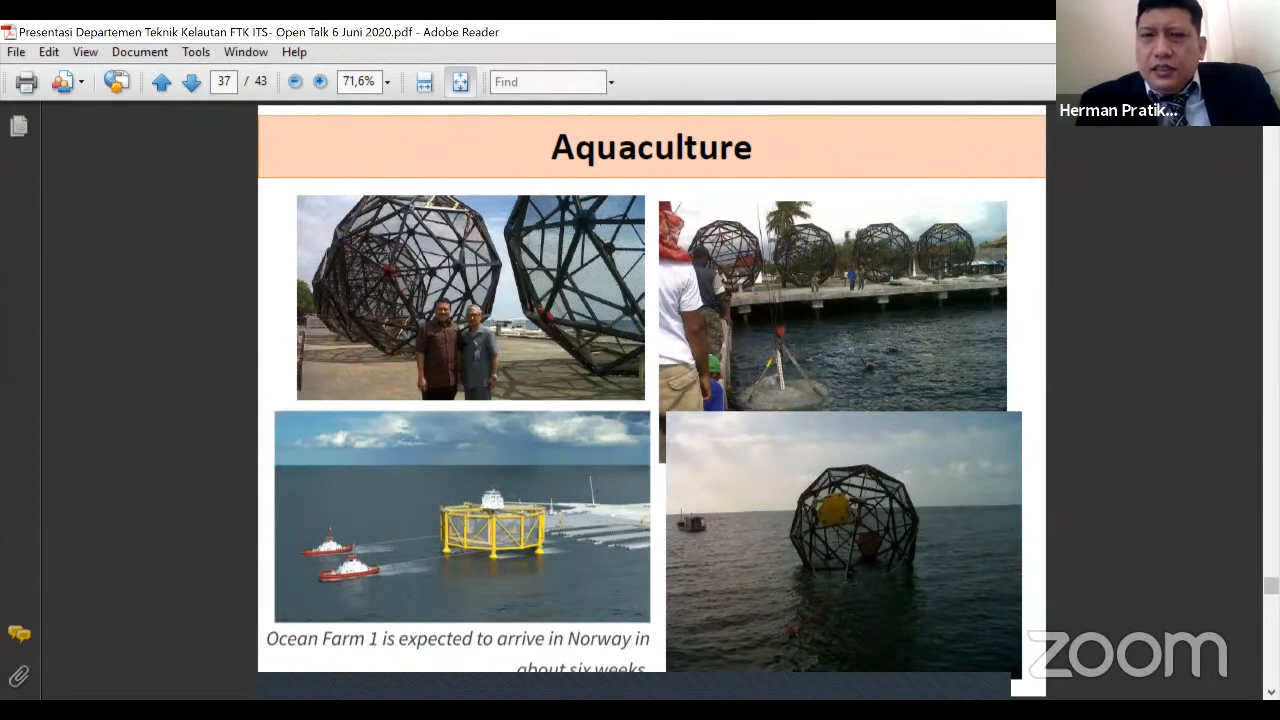 Presentasi Departemen Teknik Kelautan FTK ITS- Open Talk 6 Juni 2020.pdf - Adobe Reader
File Edit View Document Tools Window Help
37 / 43 71,6% Find
Herman Pratik...
Aquaculture
Ocean Farm 1 is expected to arrive in Norway in
about six weeks.
zoom